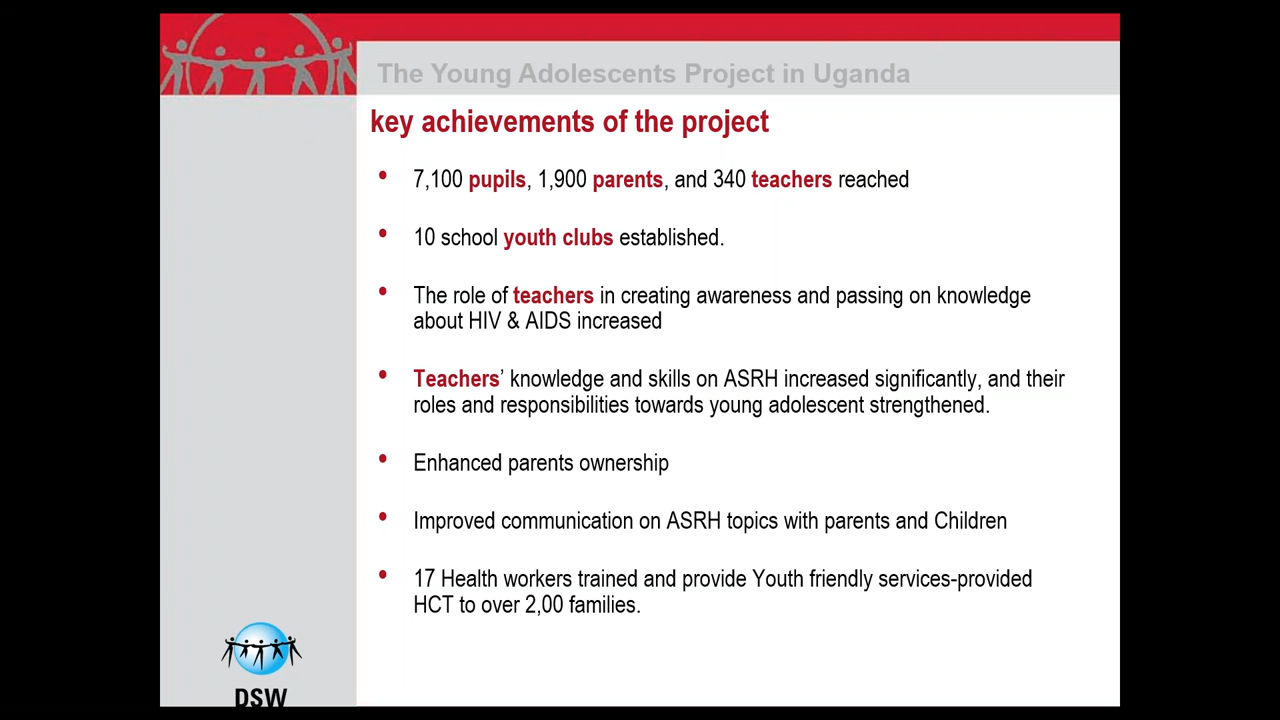 The Young Adolescents Project in Uganda
key achievements of the project
• 7,100 pupils, 1,900 parents, and 340 teachers reached
• 10 school youth clubs established.
• The role of teachers in creating awareness and passing on knowledge
about HIV & AIDS increased
• Teachers’ knowledge and skills on ASRH increased significantly, and their
roles and responsibilities towards young adolescent strengthened.
• Enhanced parents ownership
• Improved communication on ASRH topics with parents and Children
• 17 Health workers trained and provide Youth friendly services-provided
HCT to over 2,00 families.
DSW